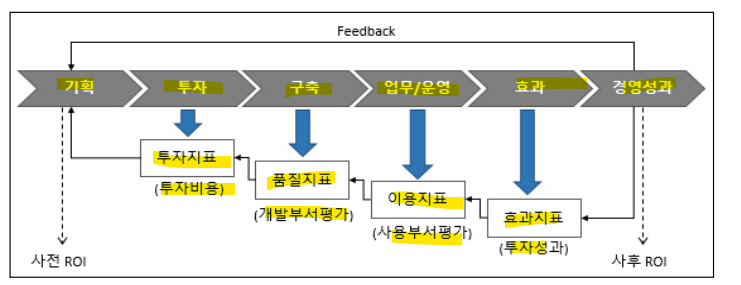 Feedback
기획 투자 구축 업무/운영 효과 경영성과
투자지표
(투자비용)
품질지표
(개발부서평가)
이용지표
(사용부서평가)
효과지표
(투자성과)
사전 ROI
사후 ROI